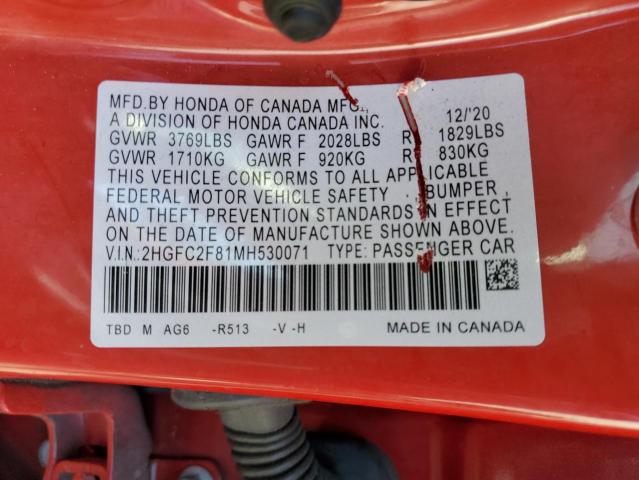 MFD.BY HONDA OF CANADA MFG.,
A DIVISION OF HONDA CANADA INC. 12/'20
GVWR 3769LBS GAWR F 2028LBS R 1829LBS
GVWR 1710KG GAWR F 920KG R 830KG
THIS VEHICLE CONFORMS TO ALL APPLICABLE
FEDERAL MOTOR VEHICLE SAFETY, BUMPER,
AND THEFT PREVENTION STANDARDS IN EFFECT
ON THE DATE OF MANUFACTURE SHOWN ABOVE.
V.I.N.:2HGFC2F81MH530071 TYPE: PASSENGER CAR
TBD M AG6 -R513 -V -H MADE IN CANADA